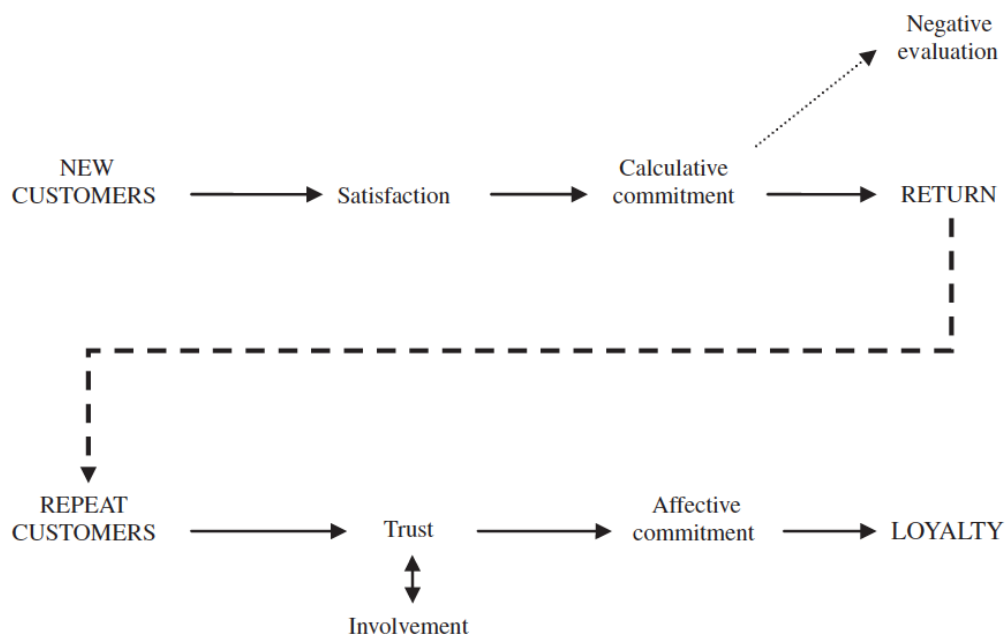 Negative
evaluation
NEW
CUSTOMERS
Satisfaction
Calculative
commitment
RETURN
REPEAT
CUSTOMERS
Trust
Affective
commitment
LOYALTY
Involvement